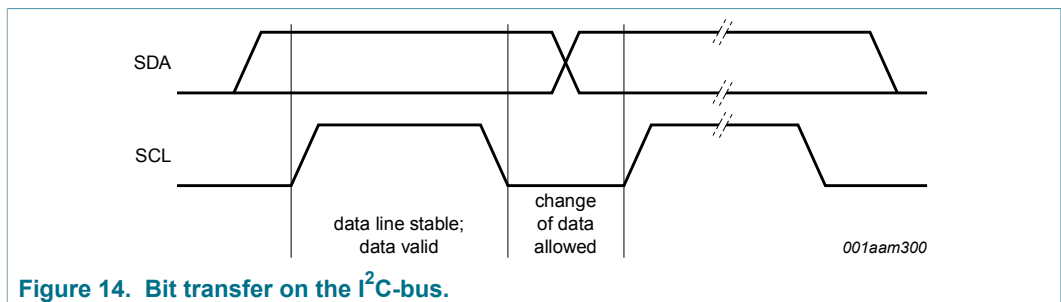 SDA
SCL
data line stable;
data valid
change
of data
allowed
001aam300
Figure 14. Bit transfer on the I²C-bus.